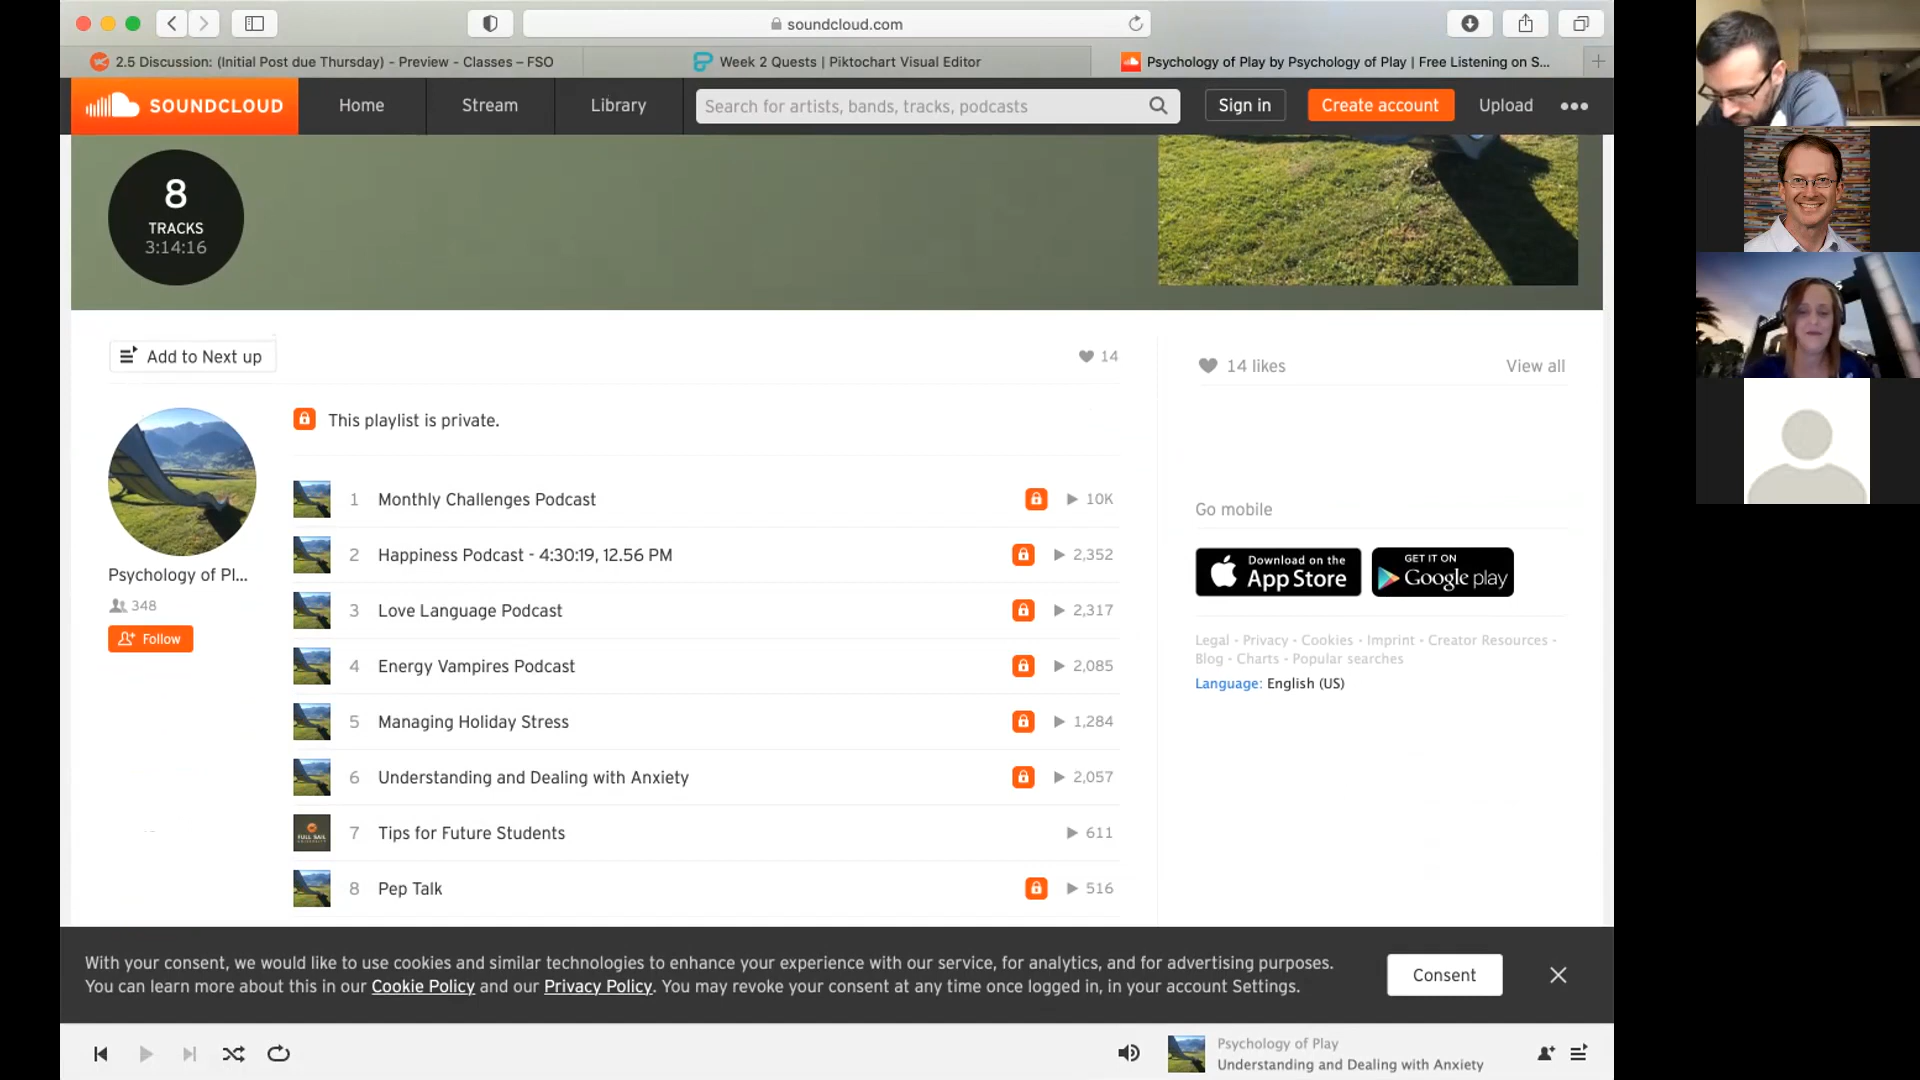 soundcloud.com
2.5 Discussion: (Initial Post due Thursday) - Preview - Classes – FSO
Week 2 Quests | Piktochart Visual Editor
Psychology of Play by Psychology of Play | Free Listening on S...
SOUNDCLOUD
Home
Stream
Library
Search for artists, bands, tracks, podcasts
Sign in
Create account
Upload
8
TRACKS
3:14:16
Add to Next up
14
14 likes
View all
This playlist is private.
Psychology of Pl...
348
Follow
1 Monthly Challenges Podcast 10K
2 Happiness Podcast - 4:30:19, 12.56 PM 2,352
3 Love Language Podcast 2,317
4 Energy Vampires Podcast 2,085
5 Managing Holiday Stress 1,284
6 Understanding and Dealing with Anxiety 2,057
FULL SAIL
UNIVERSITY
7 Tips for Future Students 611
8 Pep Talk 516
Go mobile
Download on the
App Store
GET IT ON
Google play
Legal - Privacy - Cookies - Imprint - Creator Resources -
Blog - Charts - Popular searches
Language: English (US)
With your consent, we would like to use cookies and similar technologies to enhance your experience with our service, for analytics, and for advertising purposes.
You can learn more about this in our Cookie Policy and our Privacy Policy. You may revoke your consent at any time once logged in, in your account Settings.
Consent
Psychology of Play
Understanding and Dealing with Anxiety